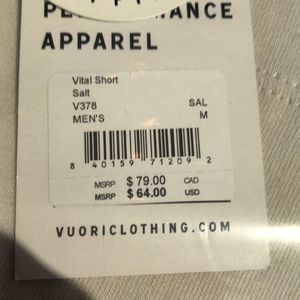 APPAREL
Vital Short
Salt
V378 SAL
MEN'S M
8 40159 71209 2
MSRP $ 79.00 CAD
MSRP $ 64.00 USD
VUORICLOTHING.COM